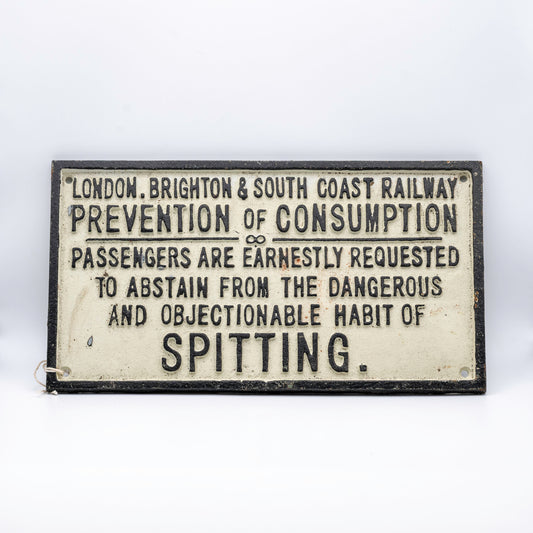 LONDON. BRIGHTON & SOUTH COAST RAILWAY
PREVENTION OF CONSUMPTION
PASSENGERS ARE EARNESTLY REQUESTED
TO ABSTAIN FROM THE DANGEROUS
AND OBJECTIONABLE HABIT OF
SPITTING.